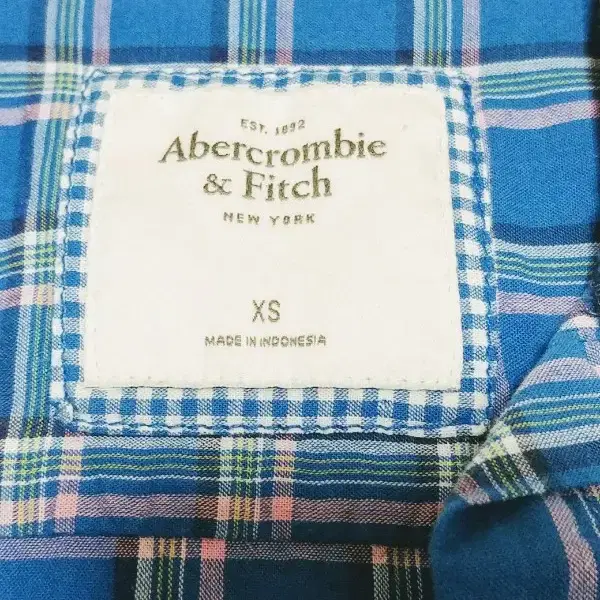 EST. 1892
Abercrombie
& Fitch
NEW YORK
XS
MADE IN INDONESIA